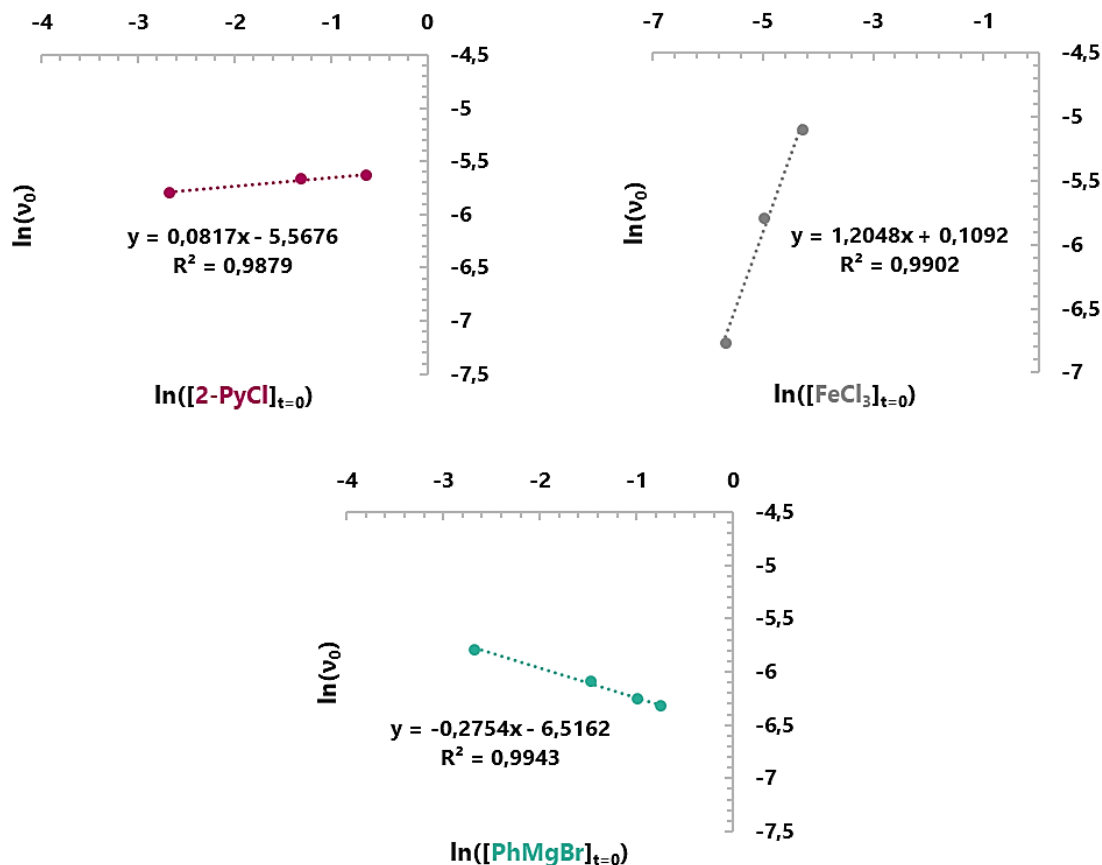 -4 -3 -2 -1 0
-4,5
-5
-5,5
-6
-6,5
-7
-7,5
ln(ν₀)
y = 0,0817x - 5,5676
R² = 0,9879
ln([2-PyCl]ₜ₌₀)
-7 -5 -3 -1
-4,5
-5
-5,5
-6
-6,5
-7
ln(ν₀)
y = 1,2048x + 0,1092
R² = 0,9902
ln([FeCl₃]ₜ₌₀)
-4 -3 -2 -1 0
-4,5
-5
-5,5
-6
-6,5
-7
-7,5
ln(ν₀)
y = -0,2754x - 6,5162
R² = 0,9943
ln([PhMgBr]ₜ₌₀)